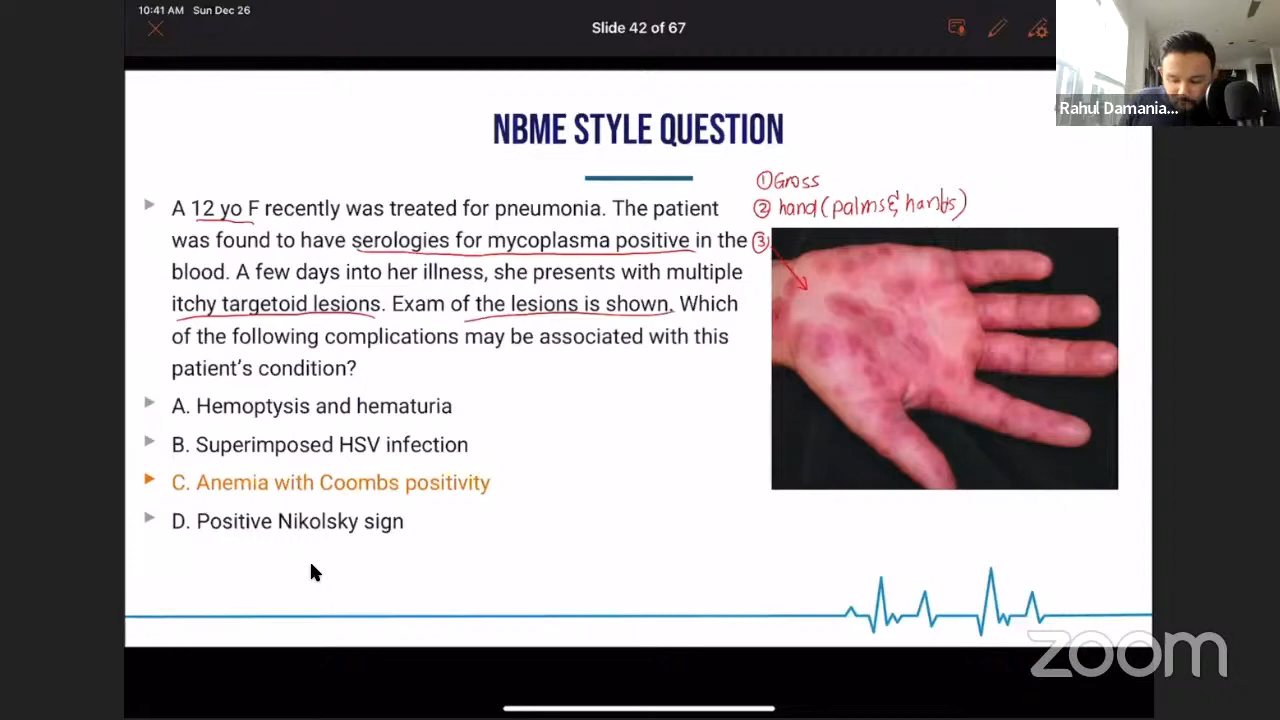 10:41 AM Sun Dec 26
Slide 42 of 67
Rahul Damania...
NBME STYLE QUESTION
① Gross
② hand (palms & hands)
③
A 12 yo F recently was treated for pneumonia. The patient
was found to have serologies for mycoplasma positive in the
blood. A few days into her illness, she presents with multiple
itchy targetoid lesions. Exam of the lesions is shown. Which
of the following complications may be associated with this
patient's condition?
A. Hemoptysis and hematuria
B. Superimposed HSV infection
C. Anemia with Coombs positivity
D. Positive Nikolsky sign
zoom